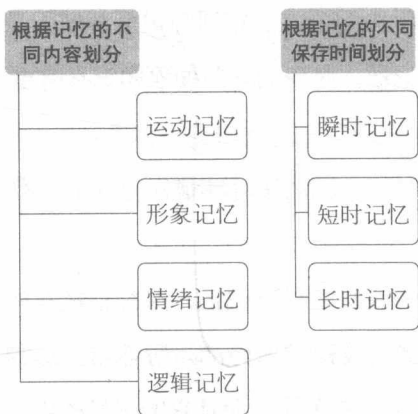 根据记忆的不
同内容划分
运动记忆
形象记忆
情绪记忆
逻辑记忆
根据记忆的不同
保存时间划分
瞬时记忆
短时记忆
长时记忆